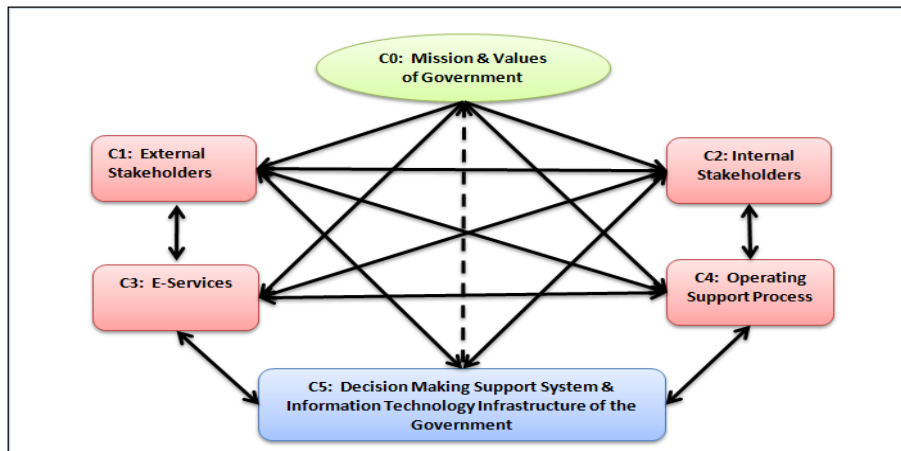 C0: Mission & Values
of Government
C1: External
Stakeholders
C2: Internal
Stakeholders
C3: E-Services
C4: Operating
Support Process
C5: Decision Making Support System &
Information Technology Infrastructure of the
Government